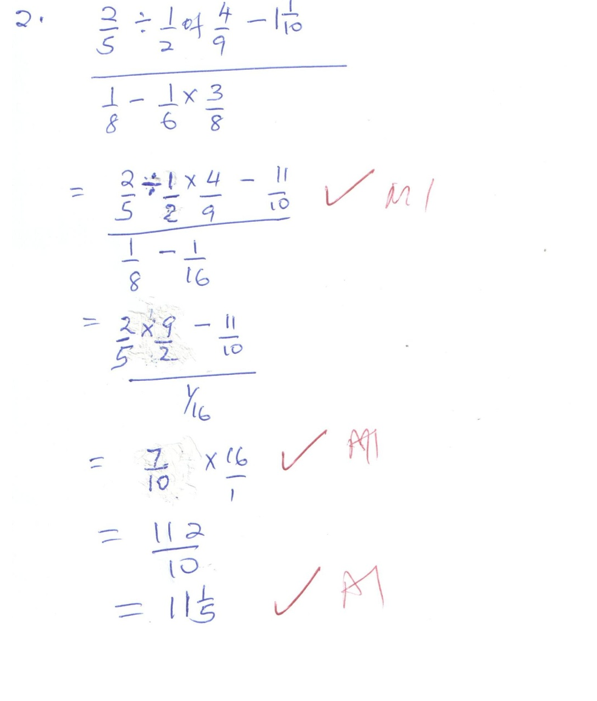 2. 2/5 ÷ 1/2 of 4/9 − 1 1/10
1/8 − 1/6 × 3/8
= 2/5 ÷ 1/2 × 4/9 − 11/10 ✓ M1
1/8 − 1/16
= 2/5 × 9/2 − 11/10
1/16
= 7/10 × 16/1 ✓ M1
= 112/10
= 11 1/5 ✓ A1